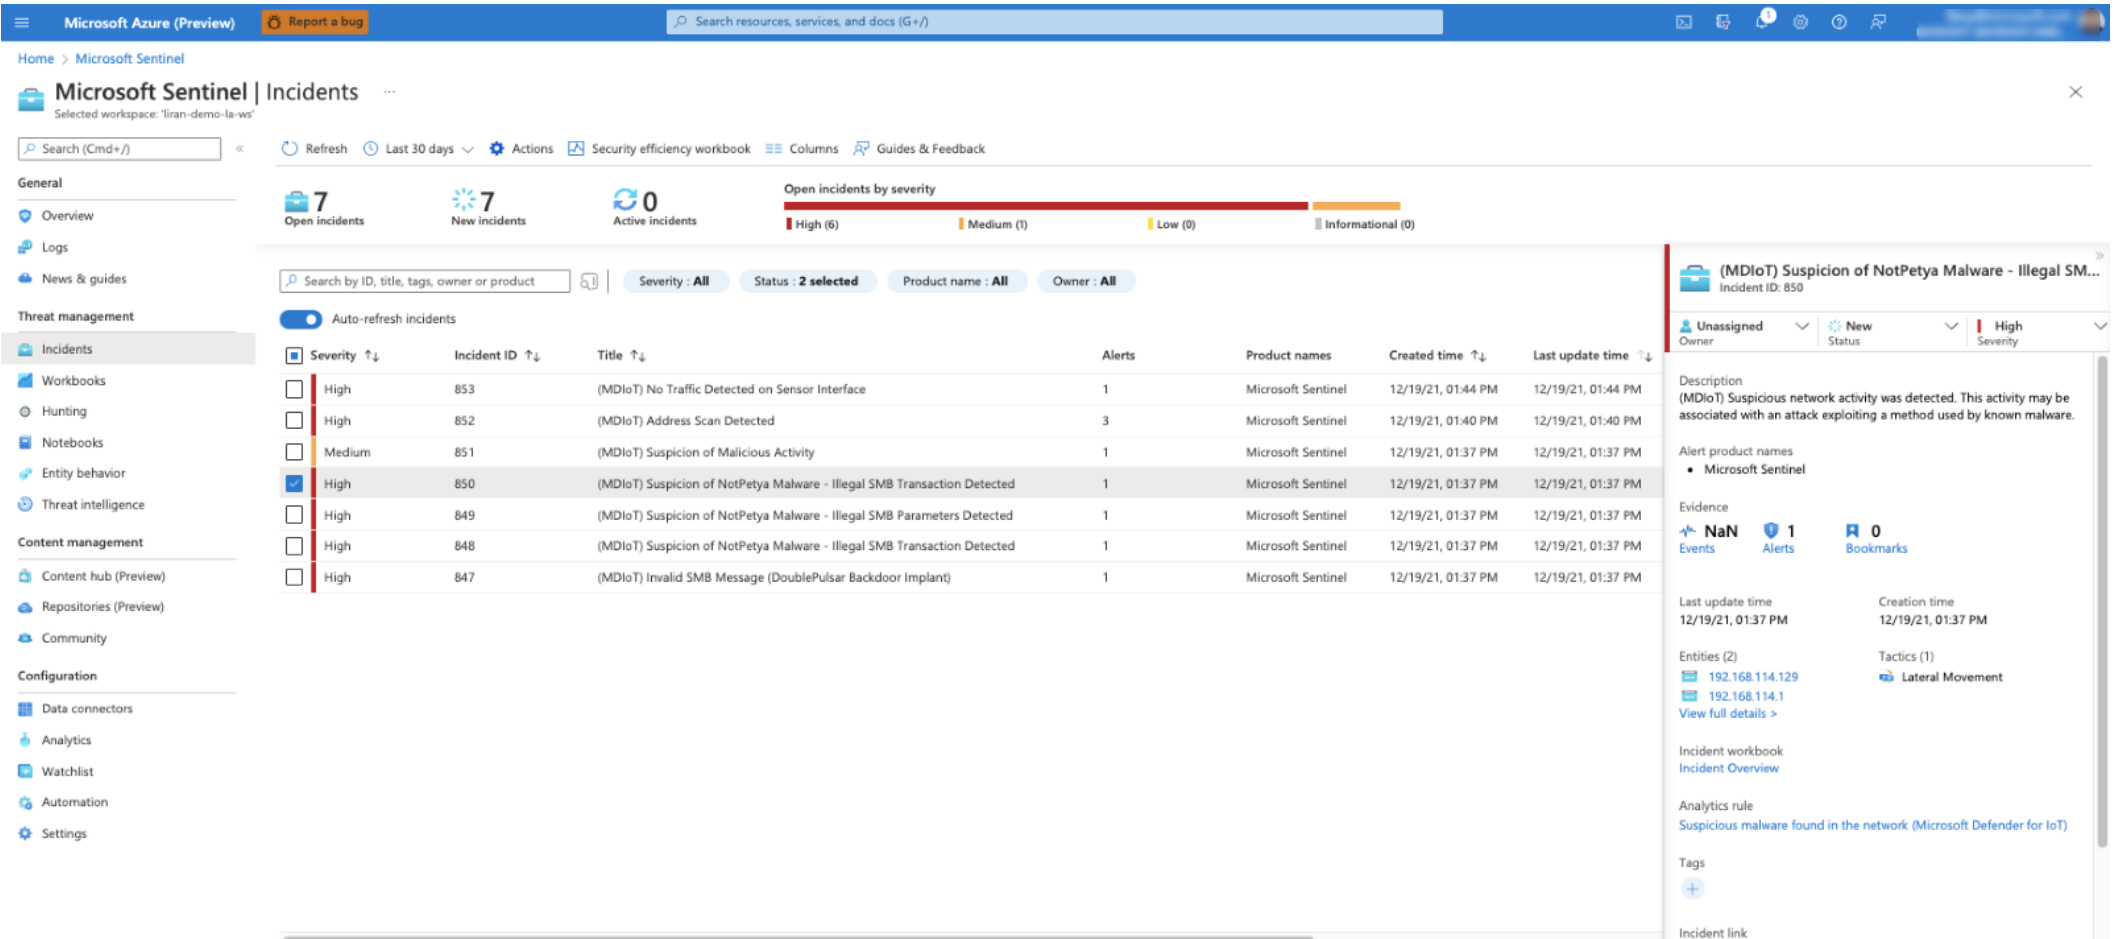 Microsoft Azure (Preview)
Report a bug
Search resources, services, and docs (G+/)
1
Home > Microsoft Sentinel
Microsoft Sentinel | Incidents ...
Selected workspace: 'liran-demo-la-ws'
Search (Cmd+/)
«
General
Overview
Logs
News & guides
Threat management
Incidents
Workbooks
Hunting
Notebooks
Entity behavior
Threat intelligence
Content management
Content hub (Preview)
Repositories (Preview)
Community
Configuration
Data connectors
Analytics
Watchlist
Automation
Settings
Refresh Last 30 days Actions Security efficiency workbook Columns Guides & Feedback
7 Open incidents
7 New incidents
0 Active incidents
Open incidents by severity
High (6) Medium (1) Low (0) Informational (0)
Search by ID, title, tags, owner or product
Severity : All Status : 2 selected Product name : All Owner : All
Auto-refresh incidents
Severity ↑↓ Incident ID ↑↓ Title ↑↓ Alerts Product names Created time ↑↓ Last update time ↑↓
High 853 (MDIoT) No Traffic Detected on Sensor Interface 1 Microsoft Sentinel 12/19/21, 01:44 PM 12/19/21, 01:44 PM
High 852 (MDIoT) Address Scan Detected 3 Microsoft Sentinel 12/19/21, 01:40 PM 12/19/21, 01:40 PM
Medium 851 (MDIoT) Suspicion of Malicious Activity 1 Microsoft Sentinel 12/19/21, 01:37 PM 12/19/21, 01:37 PM
High 850 (MDIoT) Suspicion of NotPetya Malware - Illegal SMB Transaction Detected 1 Microsoft Sentinel 12/19/21, 01:37 PM 12/19/21, 01:37 PM
High 849 (MDIoT) Suspicion of NotPetya Malware - Illegal SMB Parameters Detected 1 Microsoft Sentinel 12/19/21, 01:37 PM 12/19/21, 01:37 PM
High 848 (MDIoT) Suspicion of NotPetya Malware - Illegal SMB Transaction Detected 1 Microsoft Sentinel 12/19/21, 01:37 PM 12/19/21, 01:37 PM
High 847 (MDIoT) Invalid SMB Message (DoublePulsar Backdoor Implant) 1 Microsoft Sentinel 12/19/21, 01:37 PM 12/19/21, 01:37 PM
»
(MDIoT) Suspicion of NotPetya Malware - Illegal SM...
Incident ID: 850
Unassigned New High
Owner Status Severity
Description
(MDIoT) Suspicious network activity was detected. This activity may be
associated with an attack exploiting a method used by known malware.
Alert product names
• Microsoft Sentinel
Evidence
NaN 1 0
Events Alerts Bookmarks
Last update time Creation time
12/19/21, 01:37 PM 12/19/21, 01:37 PM
Entities (2) Tactics (1)
192.168.114.129 Lateral Movement
192.168.114.1
View full details >
Incident workbook
Incident Overview
Analytics rule
Suspicious malware found in the network (Microsoft Defender for IoT)
Tags
+
Incident link